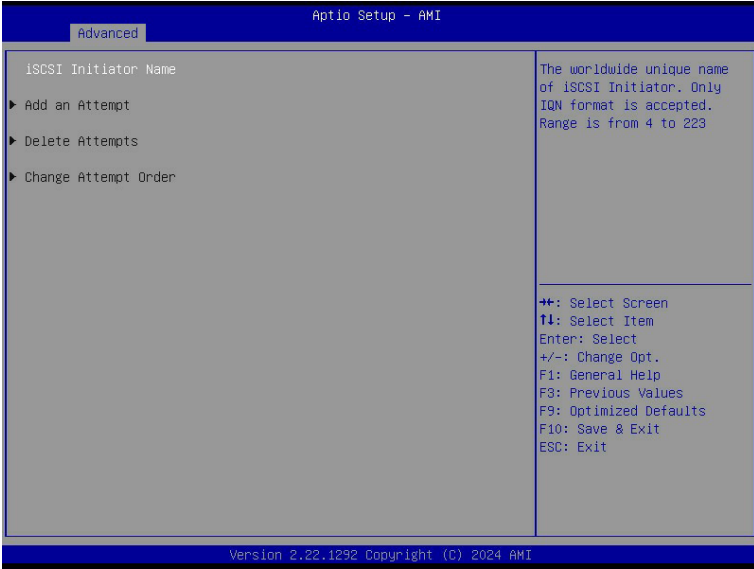 Aptio Setup – AMI
Advanced
iSCSI Initiator Name
▶ Add an Attempt
▶ Delete Attempts
▶ Change Attempt Order
The worldwide unique name
of iSCSI Initiator. Only
IQN format is accepted.
Range is from 4 to 223
→←: Select Screen
↑↓: Select Item
Enter: Select
+/-: Change Opt.
F1: General Help
F3: Previous Values
F9: Optimized Defaults
F10: Save & Exit
ESC: Exit
Version 2.22.1292 Copyright (C) 2024 AMI